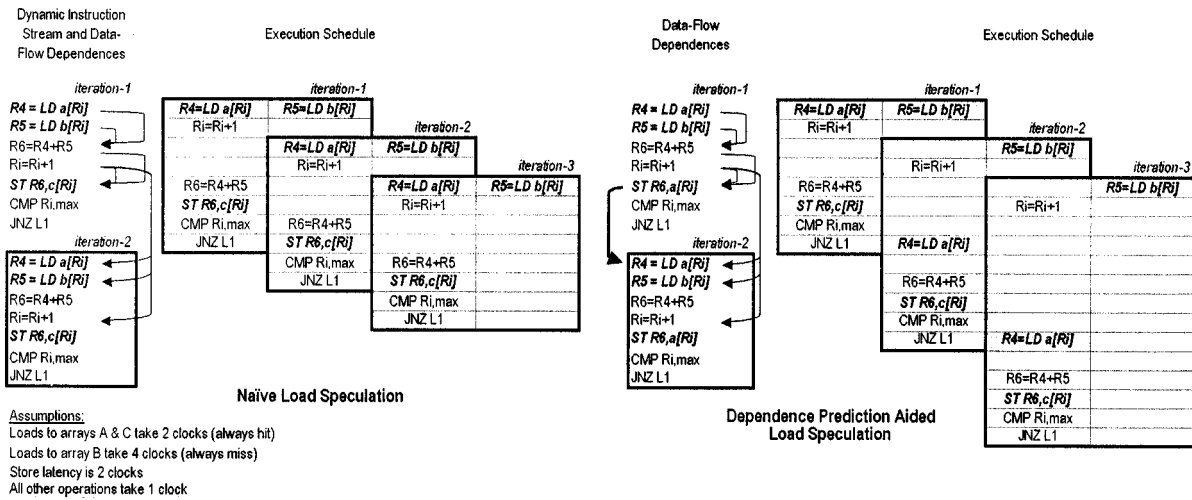 Dynamic Instruction
Stream and Data-
Flow Dependences
Execution Schedule
iteration-1
R4 = LD a[Ri]
R5 = LD b[Ri]
R6=R4+R5
Ri=Ri+1
ST R6,c[Ri]
CMP Ri,max
JNZ L1
iteration-2
R4 = LD a[Ri]
R5 = LD b[Ri]
R6=R4+R5
Ri=Ri+1
ST R6,c[Ri]
CMP Ri,max
JNZ L1
iteration-1
R4=LD a[Ri] R5=LD b[Ri]
Ri=Ri+1
R6=R4+R5
ST R6,c[Ri]
CMP Ri,max
JNZ L1
iteration-2
R4=LD a[Ri] R5=LD b[Ri]
Ri=Ri+1
R6=R4+R5
ST R6,c[Ri]
CMP Ri,max
JNZ L1
iteration-3
R4=LD a[Ri] R5=LD b[Ri]
Ri=Ri+1
R6=R4+R5
ST R6,c[Ri]
CMP Ri,max
JNZ L1
Naïve Load Speculation
Assumptions:
Loads to arrays A & C take 2 clocks (always hit)
Loads to array B take 4 clocks (always miss)
Store latency is 2 clocks
All other operations take 1 clock
Data-Flow
Dependences
Execution Schedule
iteration-1
R4 = LD a[Ri]
R5 = LD b[Ri]
R6=R4+R5
Ri=Ri+1
ST R6,a[Ri]
CMP Ri,max
JNZ L1
iteration-2
R4 = LD a[Ri]
R5 = LD b[Ri]
R6=R4+R5
Ri=Ri+1
ST R6,a[Ri]
CMP Ri,max
JNZ L1
iteration-1
R4=LD a[Ri] R5=LD b[Ri]
Ri=Ri+1
R6=R4+R5
ST R6,c[Ri]
CMP Ri,max
JNZ L1
iteration-2
R5=LD b[Ri]
Ri=Ri+1
R4=LD a[Ri]
R6=R4+R5
ST R6,c[Ri]
CMP Ri,max
JNZ L1
iteration-3
R5=LD b[Ri]
Ri=Ri+1
R4=LD a[Ri]
R6=R4+R5
ST R6,c[Ri]
CMP Ri,max
JNZ L1
Dependence Prediction Aided
Load Speculation